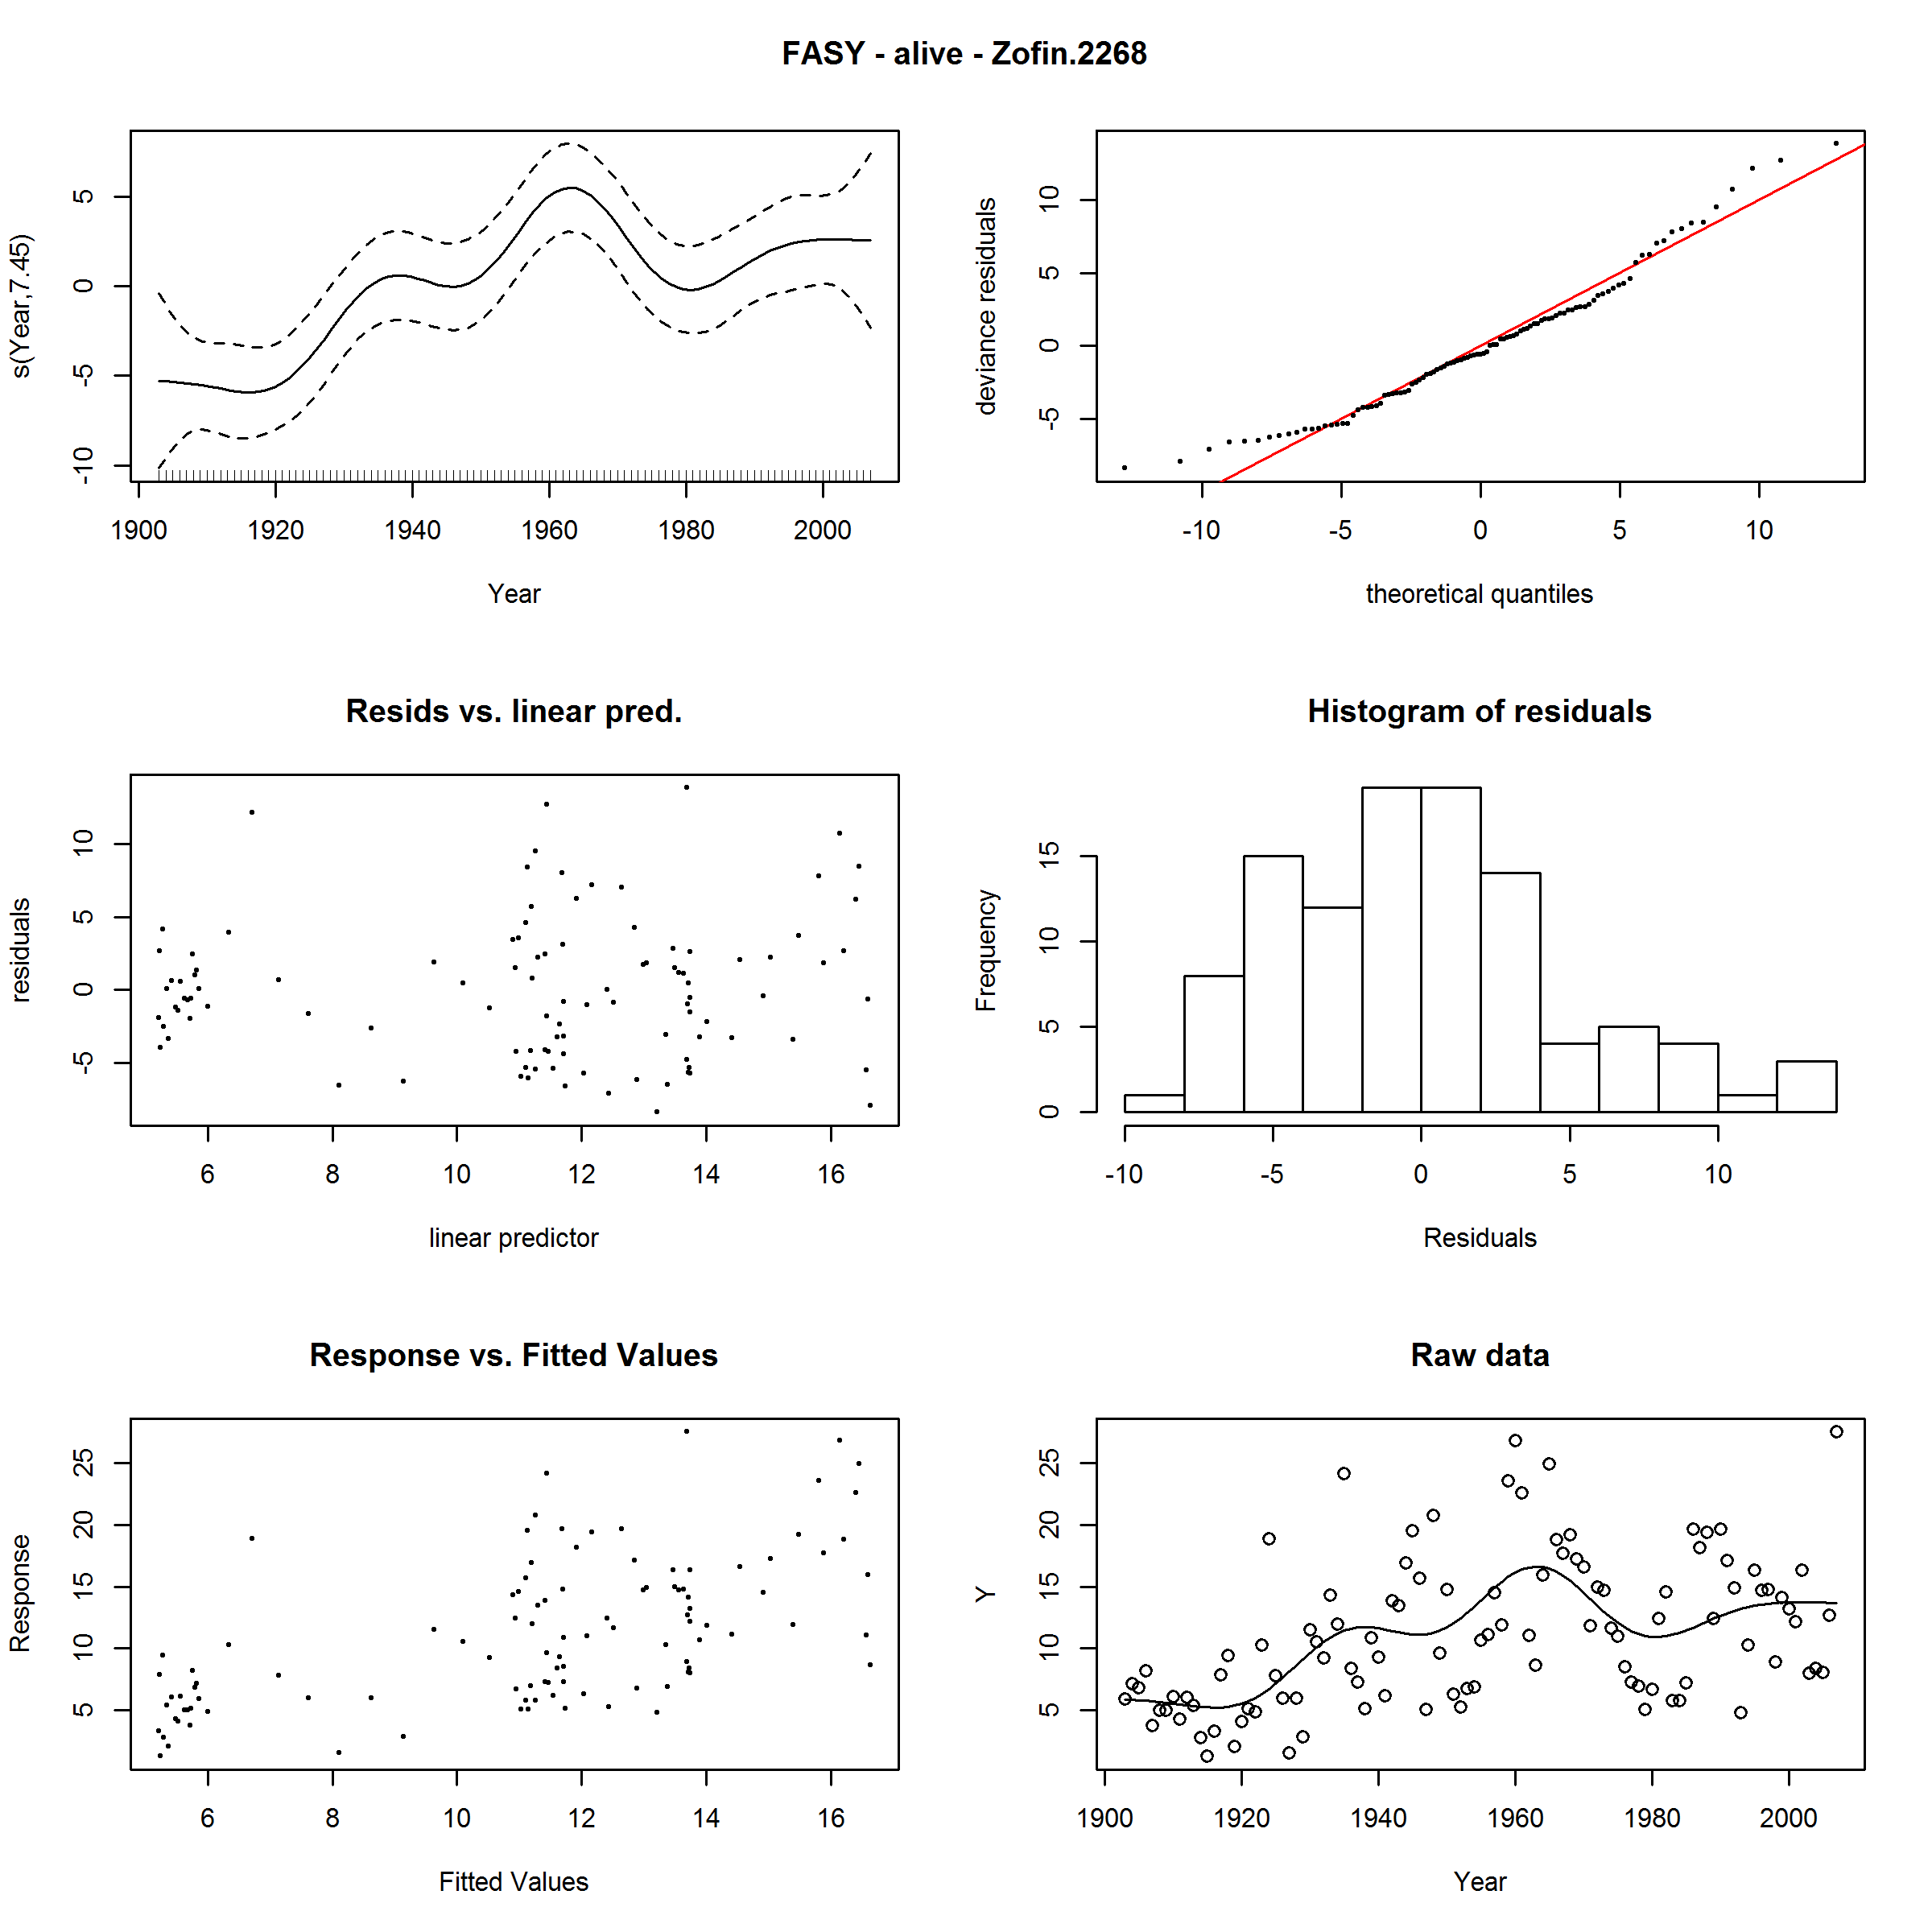 FASY - alive - Zofin.2268
s(Year,7.45)
-10 -5 0 5
1900 1920 1940 1960 1980 2000
Year
deviance residuals
-5 0 5 10
-10 -5 0 5 10
theoretical quantiles
Resids vs. linear pred.
residuals
-5 0 5 10
6 8 10 12 14 16
linear predictor
Histogram of residuals
Frequency
0 5 10 15
-10 -5 0 5 10
Residuals
Response vs. Fitted Values
Response
5 10 15 20 25
6 8 10 12 14 16
Fitted Values
Raw data
Y
5 10 15 20 25
1900 1920 1940 1960 1980 2000
Year